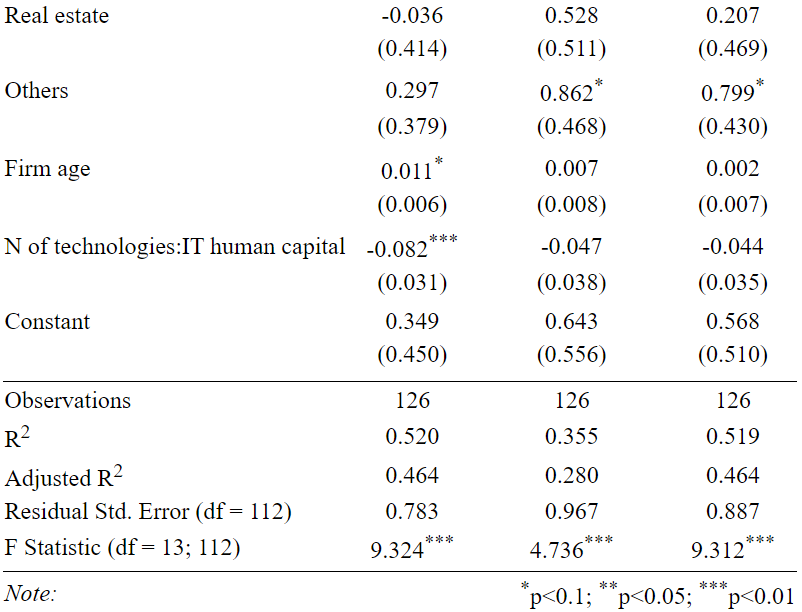 Real estate -0.036 0.528 0.207
(0.414) (0.511) (0.469)
Others 0.297 0.862* 0.799*
(0.379) (0.468) (0.430)
Firm age 0.011* 0.007 0.002
(0.006) (0.008) (0.007)
N of technologies:IT human capital -0.082*** -0.047 -0.044
(0.031) (0.038) (0.035)
Constant 0.349 0.643 0.568
(0.450) (0.556) (0.510)
Observations 126 126 126
R2 0.520 0.355 0.519
Adjusted R2 0.464 0.280 0.464
Residual Std. Error (df = 112) 0.783 0.967 0.887
F Statistic (df = 13; 112) 9.324*** 4.736*** 9.312***
Note: *p<0.1; **p<0.05; ***p<0.01